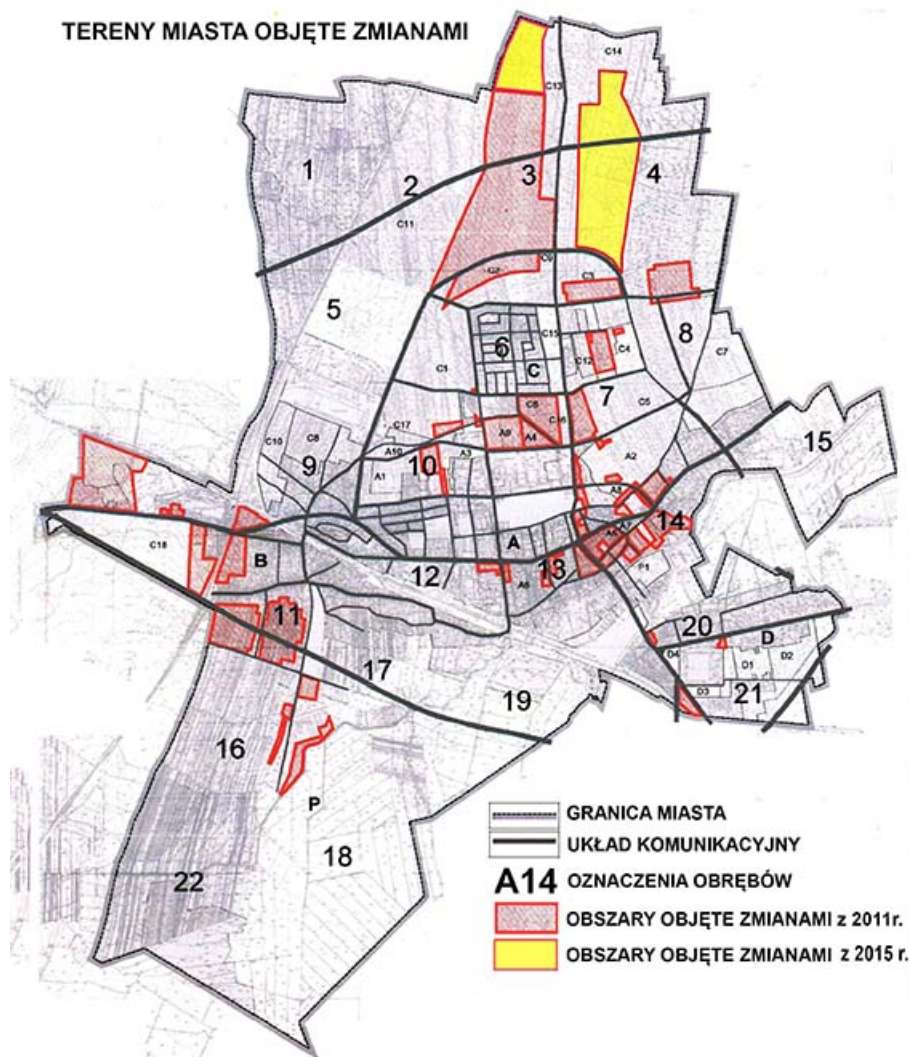 TERENY MIASTA OBJĘTE ZMIANAMI
C14
C13
1
2
3
4
C11
C9
C2
C3
5
8
6
C15
C
C12
C4
C7
C1
7
C5
C6
C16
C17
A9
A4
15
C10
C8
9
A10
10
A3
A2
A1
A8
14
A7
A6
C18
B
A
12
13
P1
11
20
D
D4
D1
D2
17
D3
21
19
16
P
18
22
GRANICA MIASTA
UKŁAD KOMUNIKACYJNY
A14 OZNACZENIA OBRĘBÓW
OBSZARY OBJĘTE ZMIANAMI z 2011r.
OBSZARY OBJĘTE ZMIANAMI z 2015 r.